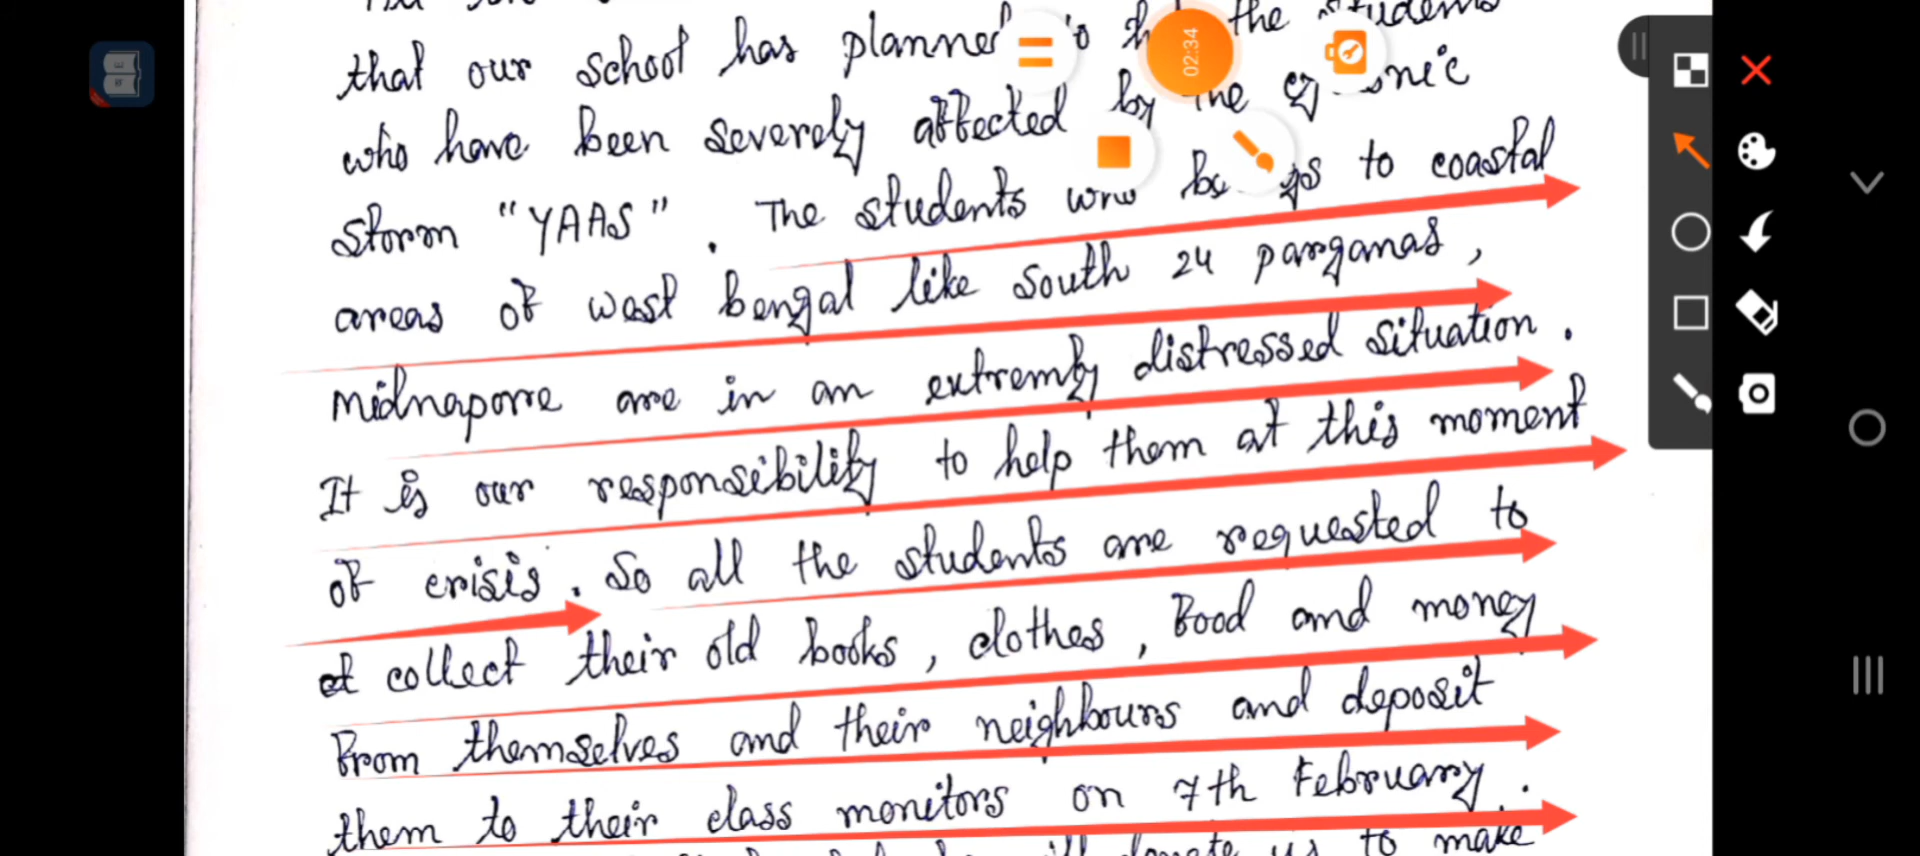 that our school has planned to the students
who have been severely affected by the
storm "YAAS". The students who to coastal
areas of west bengal like South 24 parganas,
Midnapore are in an extremly distressed situation.
It is our responsibility to help them at this moment
of crisis. So all the students are requested to
collect their old books, clothes, Food and money
From themselves and their neighbours and deposit
them to their class monitors on 7th February.
to make
02:34